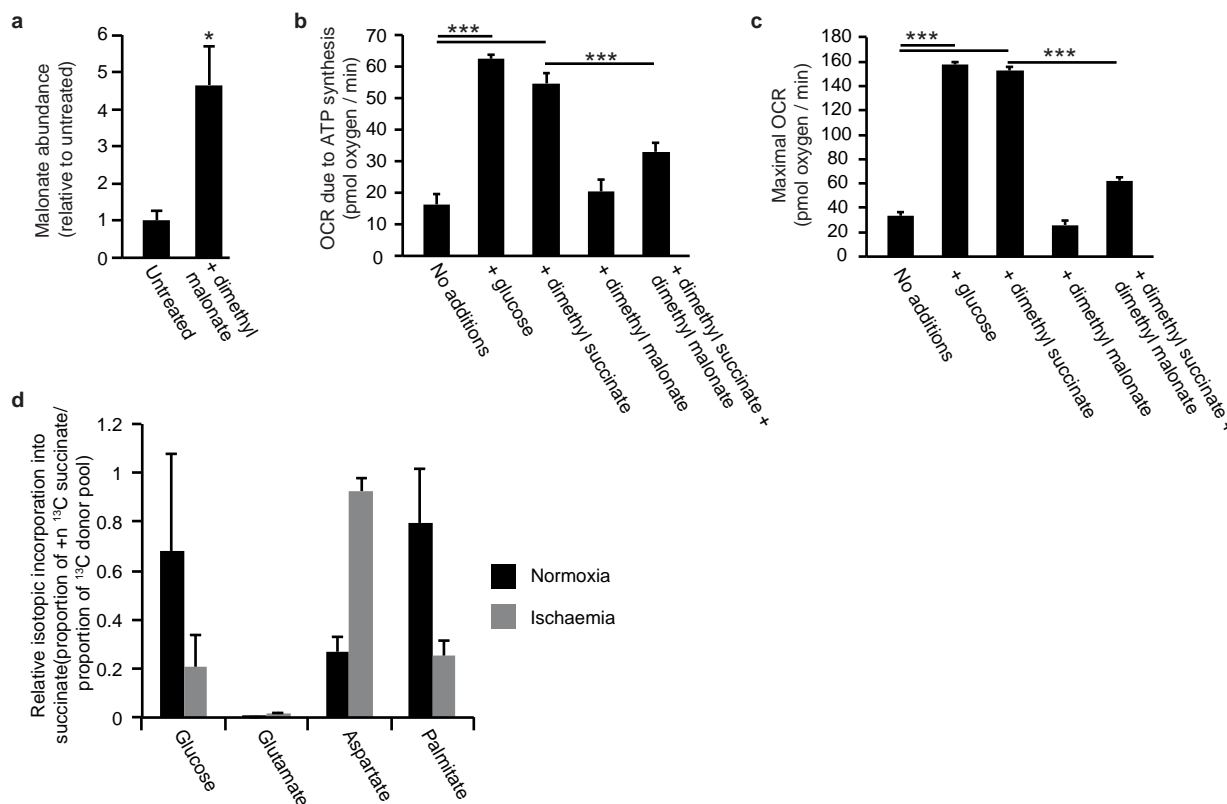 a
Malonate abundance
(relative to untreated)
6
5
4
3
2
1
0
*
Untreated
+ dimethyl
malonate
b
OCR due to ATP synthesis
(pmol oxygen / min)
70
60
50
40
30
20
10
0
***
***
No additions
+ glucose
+ dimethyl succinate
+ dimethyl malonate
+ dimethyl succinate +
dimethyl malonate
c
Maximal OCR
(pmol oxygen / min)
180
160
140
120
100
80
60
40
20
0
***
***
No additions
+ glucose
+ dimethyl succinate
+ dimethyl malonate
+ dimethyl succinate +
dimethyl malonate
d
Relative isotopic incorporation into
succinate(proportion of +n ¹³C succinate/
proportion of ¹³C donor pool)
1.2
1
0.8
0.6
0.4
0.2
0
Glucose
Glutamate
Aspartate
Palmitate
Normoxia
Ischaemia